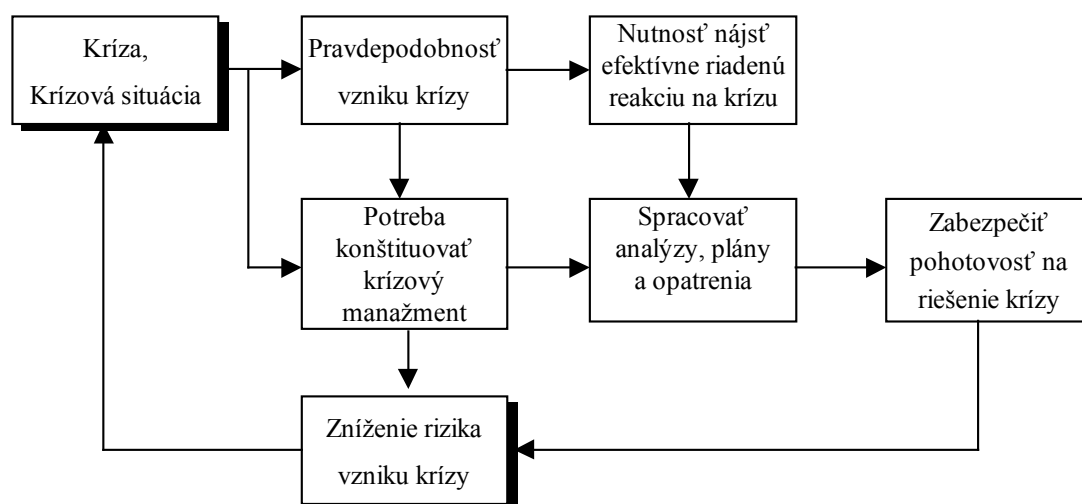 Kríza,
Krízová situácia
Pravdepodobnosť
vzniku krízy
Nutnosť nájsť
efektívne riadenú
reakciu na krízu
Potreba
konštituovať
krízový
manažment
Spracovať
analýzy, plány
a opatrenia
Zabezpečiť
pohotovosť na
riešenie krízy
Zníženie rizika
vzniku krízy